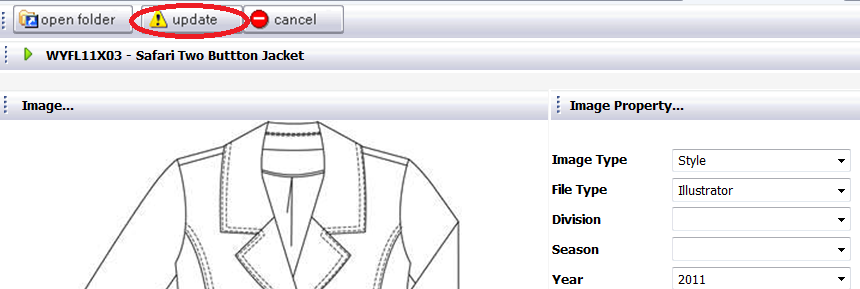 open folder update cancel
WYFL11X03 - Safari Two Buttton Jacket
Image... Image Property...
Image Type Style
File Type Illustrator
Division
Season
Year 2011